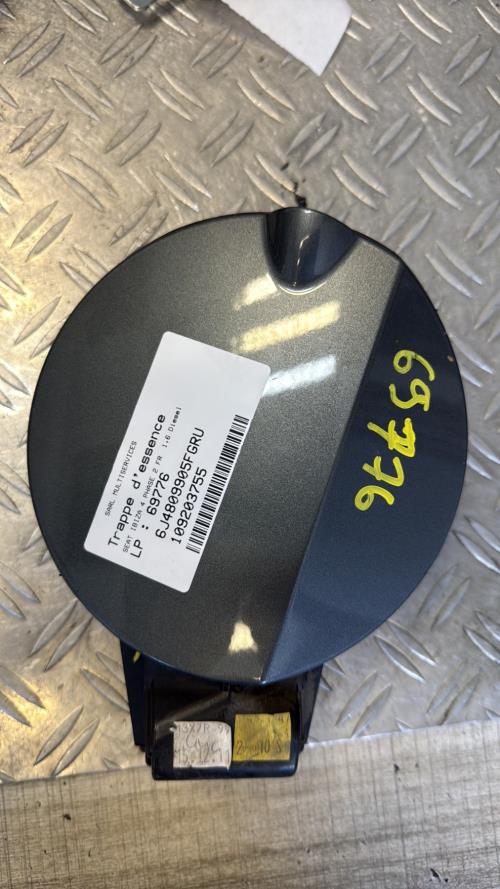 SARL MULTISERVICES
Trappe d'essence
SEAT IBIZA 4 PHASE 2 FR 1.6 Diesel
LP : 69776
6J4809905FGRU
109203755
69776